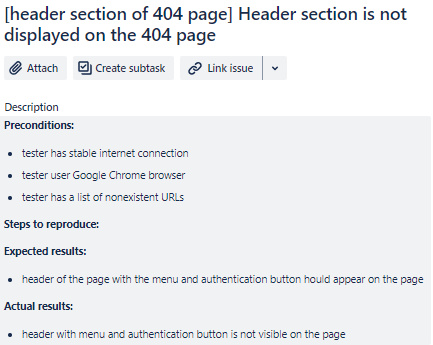 [header section of 404 page] Header section is not
displayed on the 404 page
Attach
Create subtask
Link issue
Description
Preconditions:
• tester has stable internet connection
• tester user Google Chrome browser
• tester has a list of nonexistent URLs
Steps to reproduce:
Expected results:
• header of the page with the menu and authentication button hould appear on the page
Actual results:
• header with menu and authentication button is not visible on the page